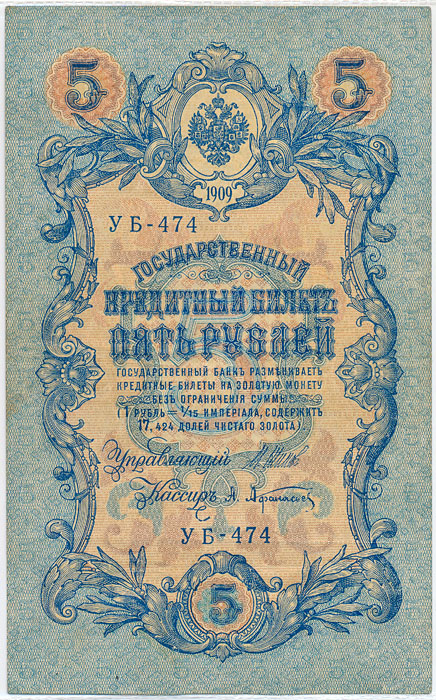 5 5
1909
УБ-474
ГОСУДАРСТВЕННЫЙ
КРЕДИТНЫЙ БИЛЕТЪ
ПЯТЬ РУБЛЕЙ
ГОСУДАРСТВЕННЫЙ БАНКЪ РАЗМѢНИВАЕТЪ
КРЕДИТНЫЕ БИЛЕТЫ НА ЗОЛОТУЮ МОНЕТУ
БЕЗЪ ОГРАНИЧЕНІЯ СУММЫ
(1 РУБЛЬ = 1/15 ИМПЕРІАЛА, СОДЕРЖИТЪ
17,424 ДОЛЕЙ ЧИСТАГО ЗОЛОТА).
Управляющій
Кассиръ А. Афанасьев
УБ-474
5